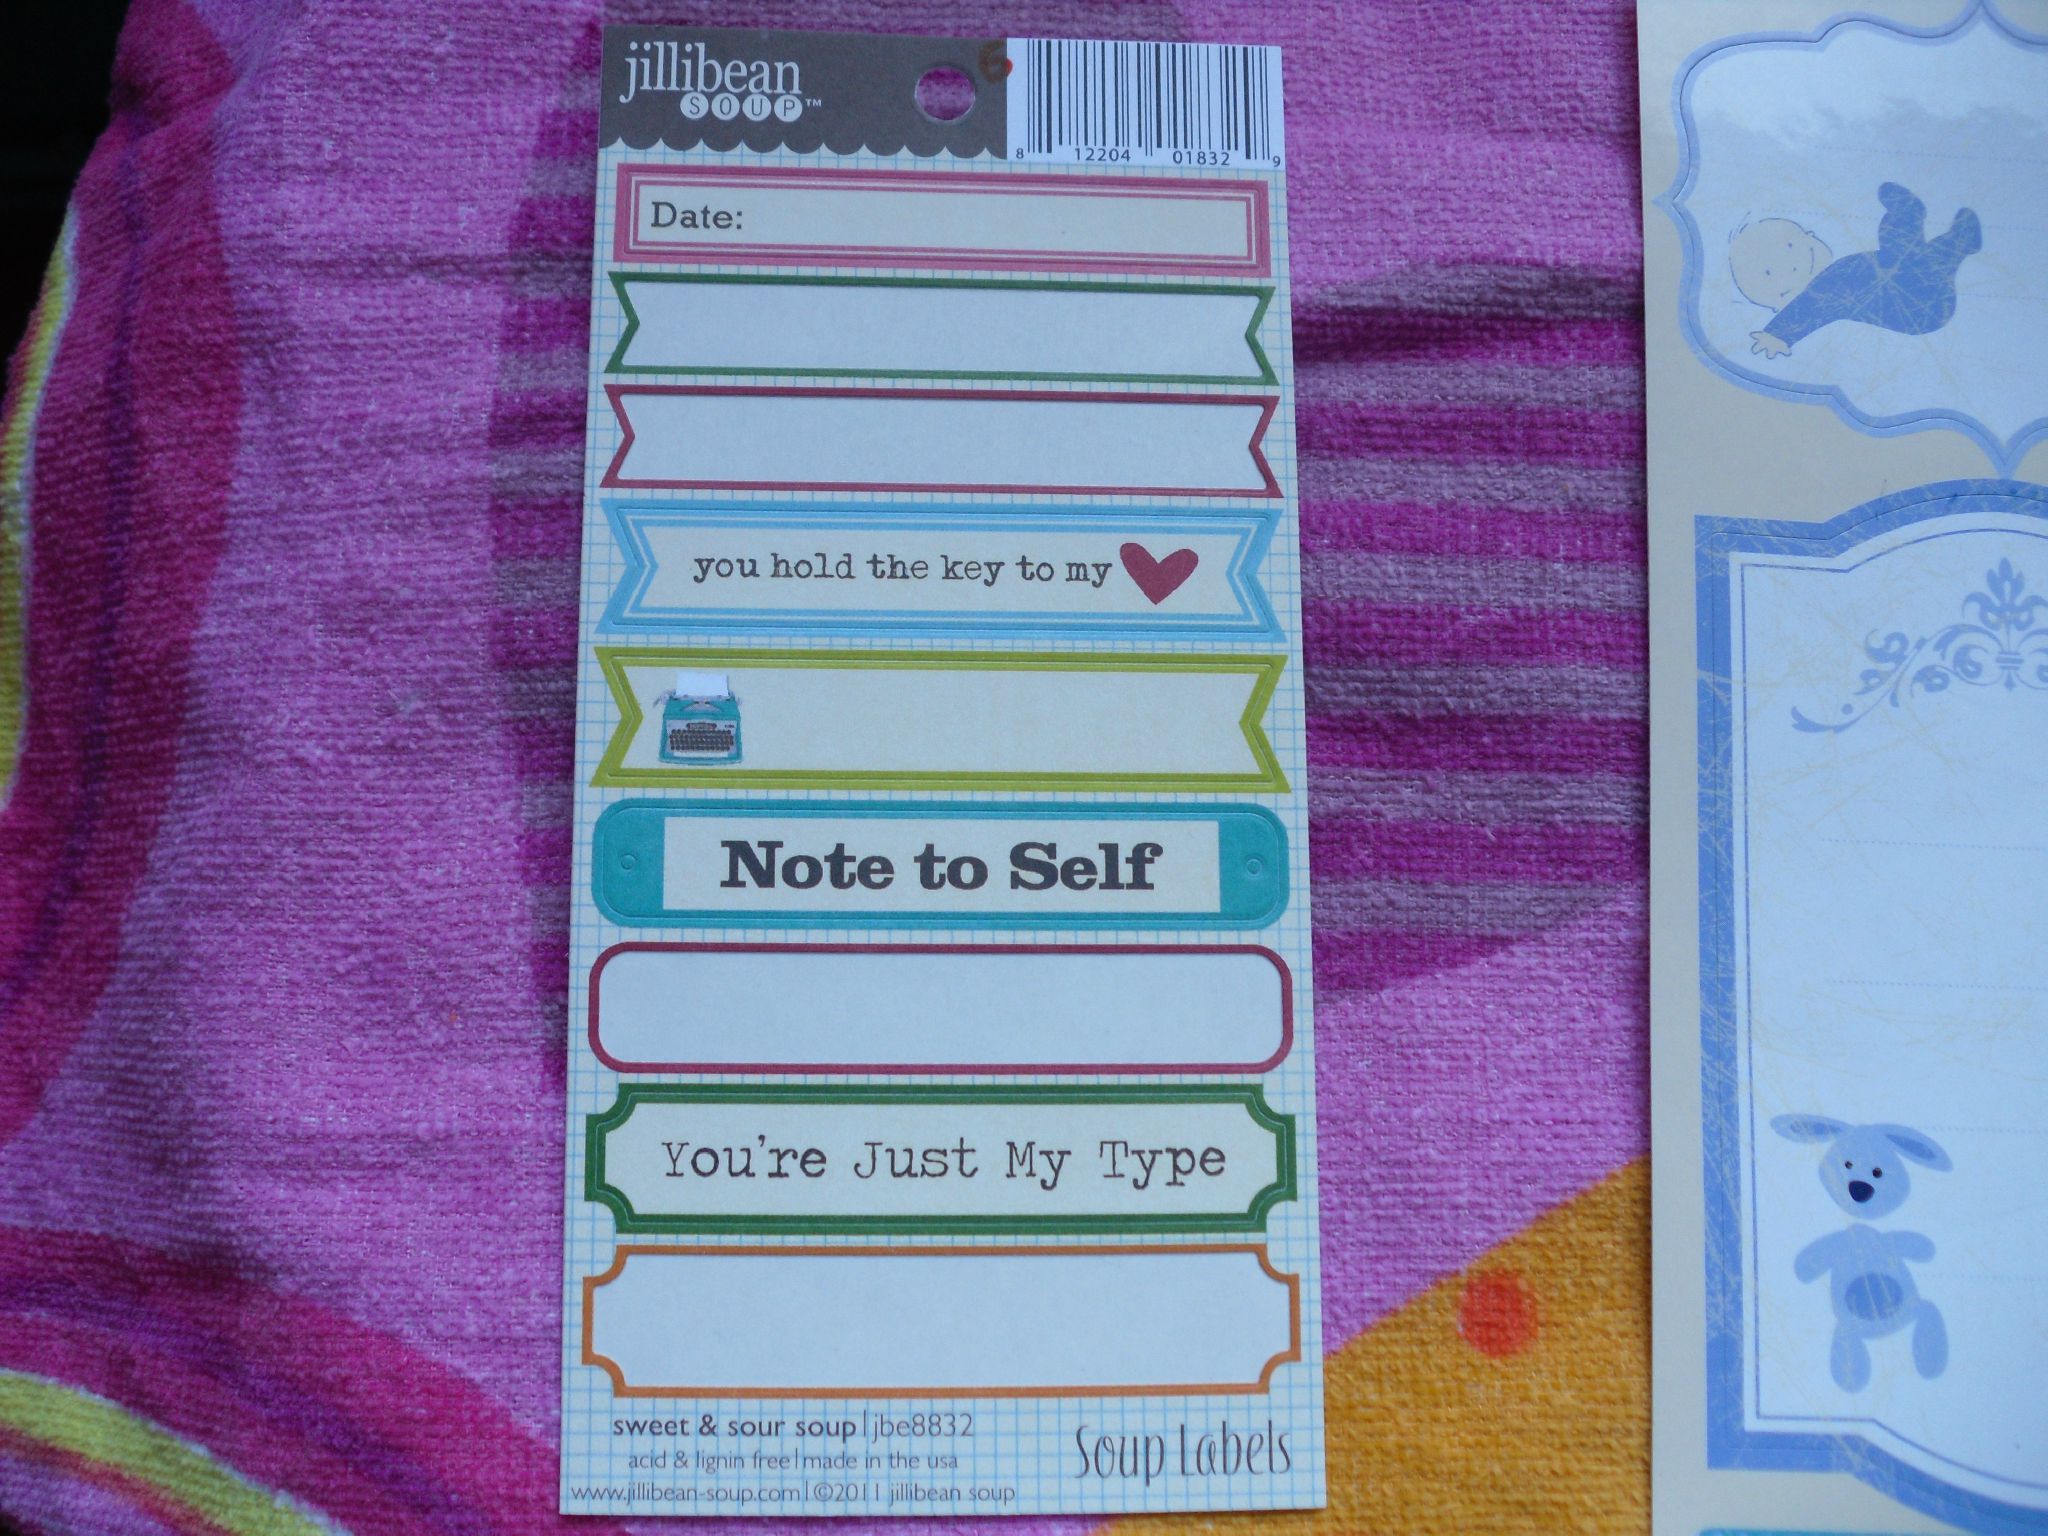 jillibean
SOUP™
6
8 12204 01832 9
Date:
you hold the key to my
Note to Self
You're Just My Type
sweet & sour soup|jbe8832
acid & lignin free|made in the usa
www.jillibean-soup.com|©2011 jillibean soup
Soup Labels